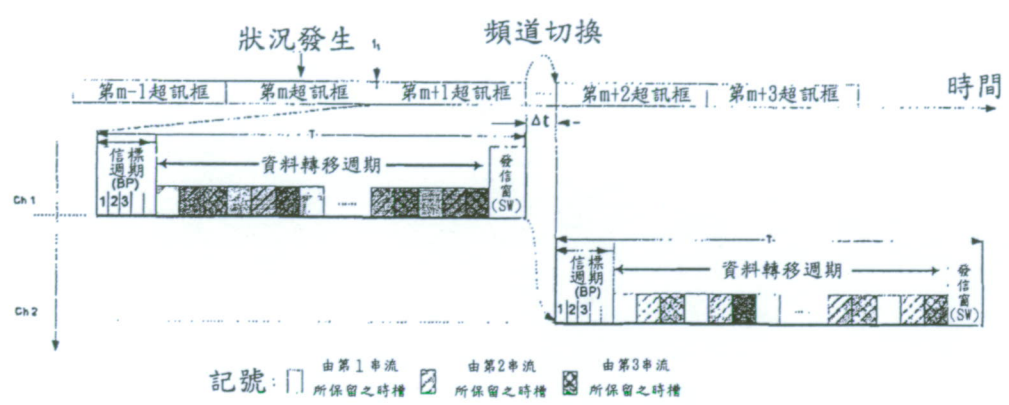 狀況發生 t₁ 頻道切換
第m-1超訊框 第m超訊框 第m+1超訊框 第m+2超訊框 第m+3超訊框 時間
Δt
T
信標週期(BP) 資料轉移週期 發信窗(SW)
Ch 1
1 2 3
T
信標週期(BP) 資料轉移週期 發信窗(SW)
Ch 2
1 2 3
記號: 由第1串流所保留之時槽 由第2串流所保留之時槽 由第3串流所保留之時槽